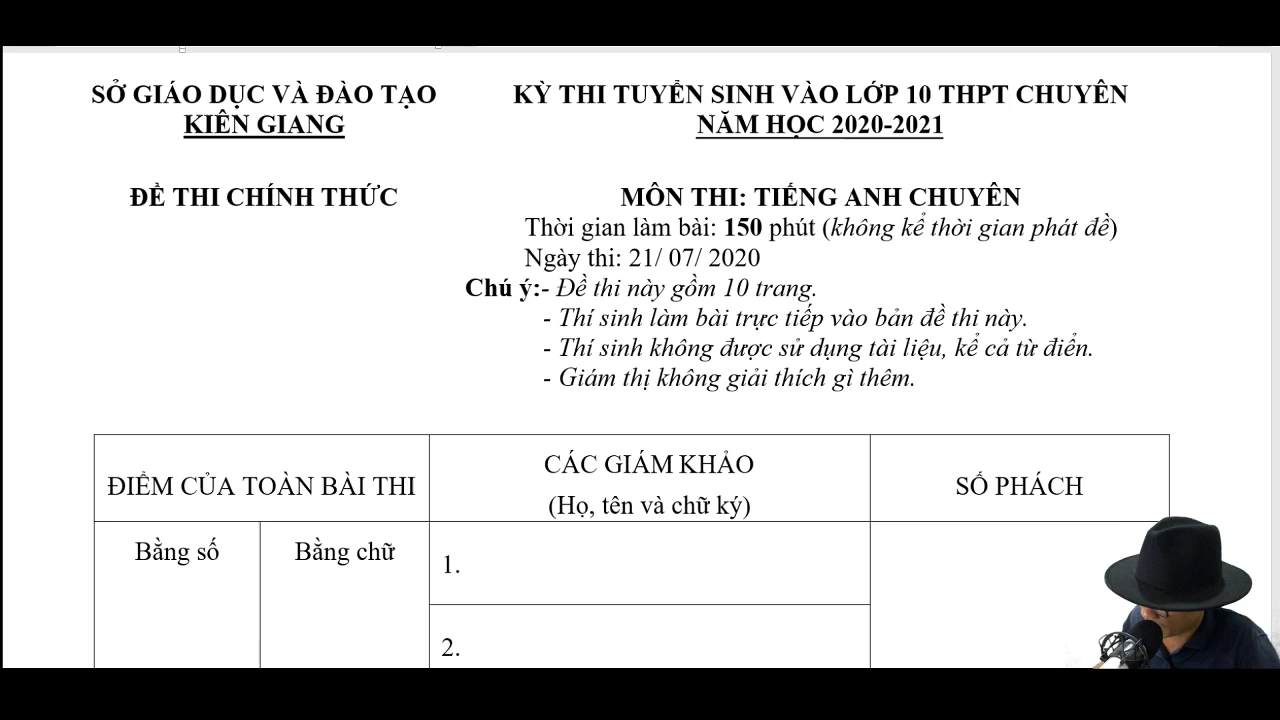 SỞ GIÁO DỤC VÀ ĐÀO TẠO
KIÊN GIANG
KỲ THI TUYỂN SINH VÀO LỚP 10 THPT CHUYÊN
NĂM HỌC 2020-2021
ĐỀ THI CHÍNH THỨC
MÔN THI: TIẾNG ANH CHUYÊN
Thời gian làm bài: 150 phút (không kể thời gian phát đề)
Ngày thi: 21/ 07/ 2020
Chú ý:- Đề thi này gồm 10 trang.
- Thí sinh làm bài trực tiếp vào bản đề thi này.
- Thí sinh không được sử dụng tài liệu, kể cả từ điển.
- Giám thị không giải thích gì thêm.
ĐIỂM CỦA TOÀN BÀI THI
CÁC GIÁM KHẢO
(Họ, tên và chữ ký)
SỐ PHÁCH
Bằng số
Bằng chữ
1.
2.